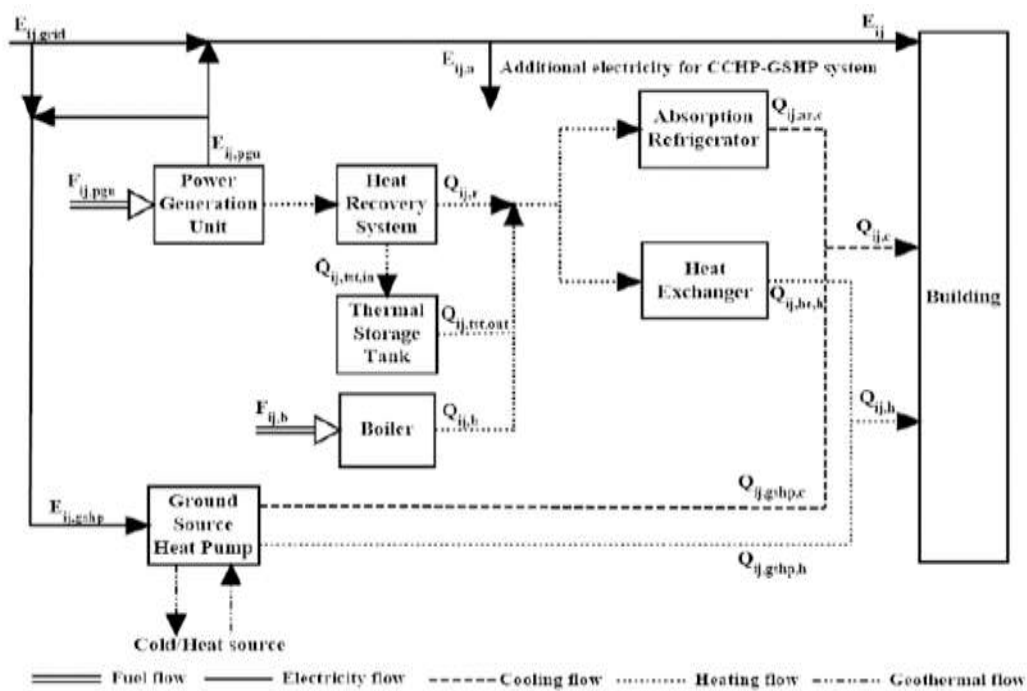 E_ij,grid
E_ij
E_ij,a
Additional electricity for CCHP-GSHP system
E_ij,pgu
F_ij,pgu
Power
Generation
Unit
Heat
Recovery
System
Q_ij,r
Absorption
Refrigerator
Q_ij,ar,c
Q_ij,c
Q_ij,tst,in
Thermal
Storage
Tank
Q_ij,tst,out
Heat
Exchanger
Q_ij,hr,h
Building
F_ij,b
Boiler
Q_ij,b
Q_ij,h
E_ij,gshp
Ground
Source
Heat Pump
Q_ij,gshp,c
Q_ij,gshp,h
Cold/Heat source
Fuel flow
Electricity flow
Cooling flow
Heating flow
Geothermal flow